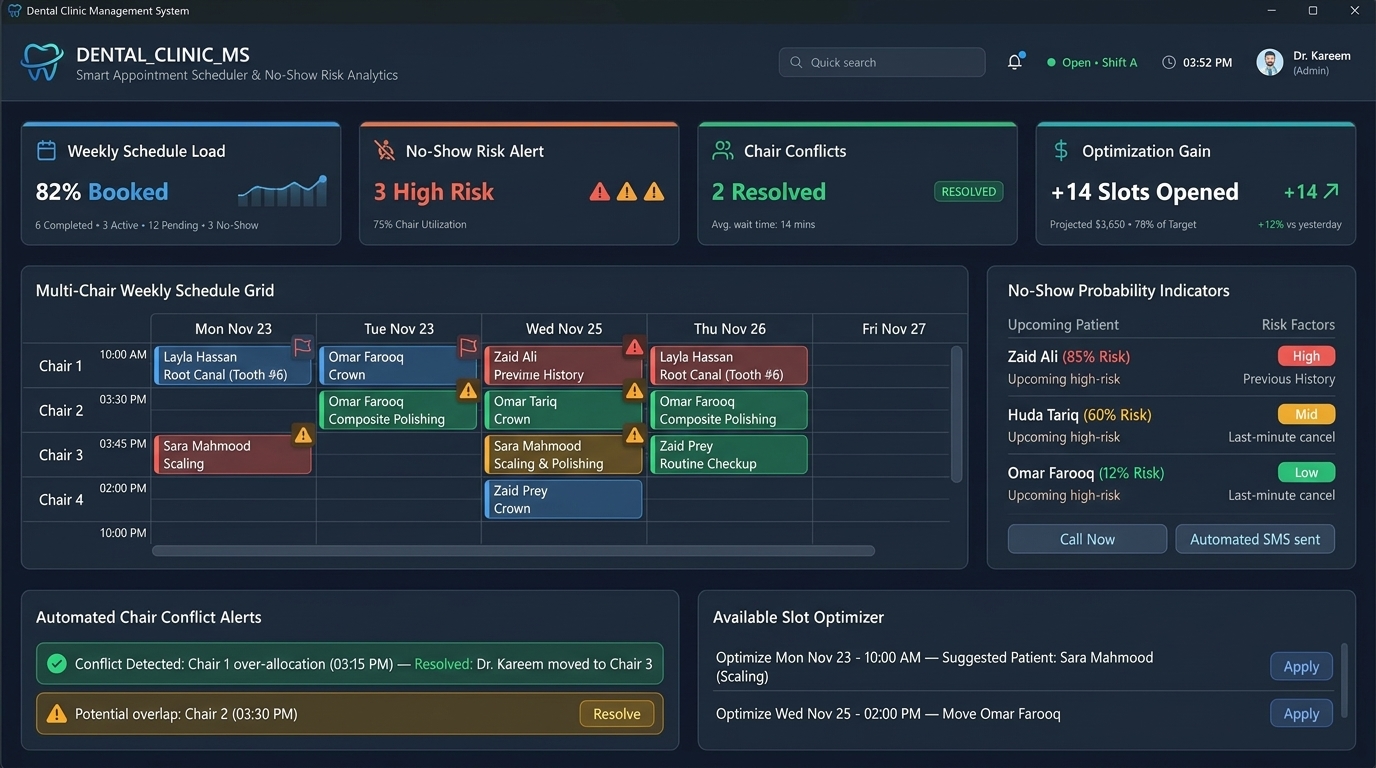 Dental Clinic Management System
DENTAL_CLINIC_MS
Smart Appointment Scheduler & No-Show Risk Analytics
Quick search
Open • Shift A
03:52 PM
Dr. Kareem
(Admin)
Weekly Schedule Load
82% Booked
6 Completed • 3 Active • 12 Pending • 3 No-Show
No-Show Risk Alert
3 High Risk
75% Chair Utilization
Chair Conflicts
2 Resolved
RESOLVED
Avg. wait time: 14 mins
Optimization Gain
+14 Slots Opened
+14
Projected $3,650 • 78% of Target
+12% vs yesterday
Multi-Chair Weekly Schedule Grid
Mon Nov 23
Tue Nov 23
Wed Nov 25
Thu Nov 26
Fri Nov 27
Chair 1
10:00 AM
Layla Hassan
Root Canal (Tooth #6)
Omar Farooq
Crown
Zaid Ali
History
Layla Hassan
Root Canal (Tooth #6)
Chair 2
03:30 PM
Omar Farooq
Composite Polishing
Omar Tariq
Crown
Omar Farooq
Composite Polishing
Chair 3
03:45 PM
Sara Mahmood
Scaling
Sara Mahmood
Scaling & Polishing
Zaid Prey
Routine Checkup
Chair 4
02:00 PM
Zaid Prey
Crown
10:00 PM
No-Show Probability Indicators
Upcoming Patient
Risk Factors
Zaid Ali (85% Risk)
High
Upcoming high-risk
Previous History
Huda Tariq (60% Risk)
Mid
Upcoming high-risk
Last-minute cancel
Omar Farooq (12% Risk)
Low
Upcoming high-risk
Last-minute cancel
Call Now
Automated SMS sent
Automated Chair Conflict Alerts
Conflict Detected: Chair 1 over-allocation (03:15 PM) — Resolved: Dr. Kareem moved to Chair 3
Potential overlap: Chair 2 (03:30 PM)
Resolve
Available Slot Optimizer
Optimize Mon Nov 23 - 10:00 AM — Suggested Patient: Sara Mahmood
(Scaling)
Apply
Optimize Wed Nov 25 - 02:00 PM — Move Omar Farooq
Apply